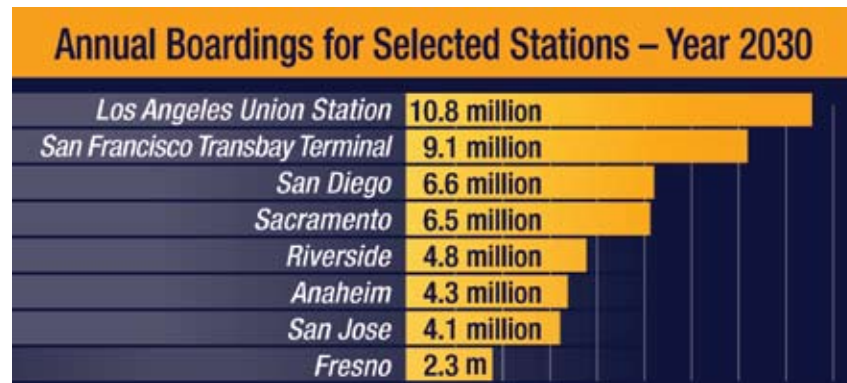 Annual Boardings for Selected Stations – Year 2030
Los Angeles Union Station 10.8 million
San Francisco Transbay Terminal 9.1 million
San Diego 6.6 million
Sacramento 6.5 million
Riverside 4.8 million
Anaheim 4.3 million
San Jose 4.1 million
Fresno 2.3 m